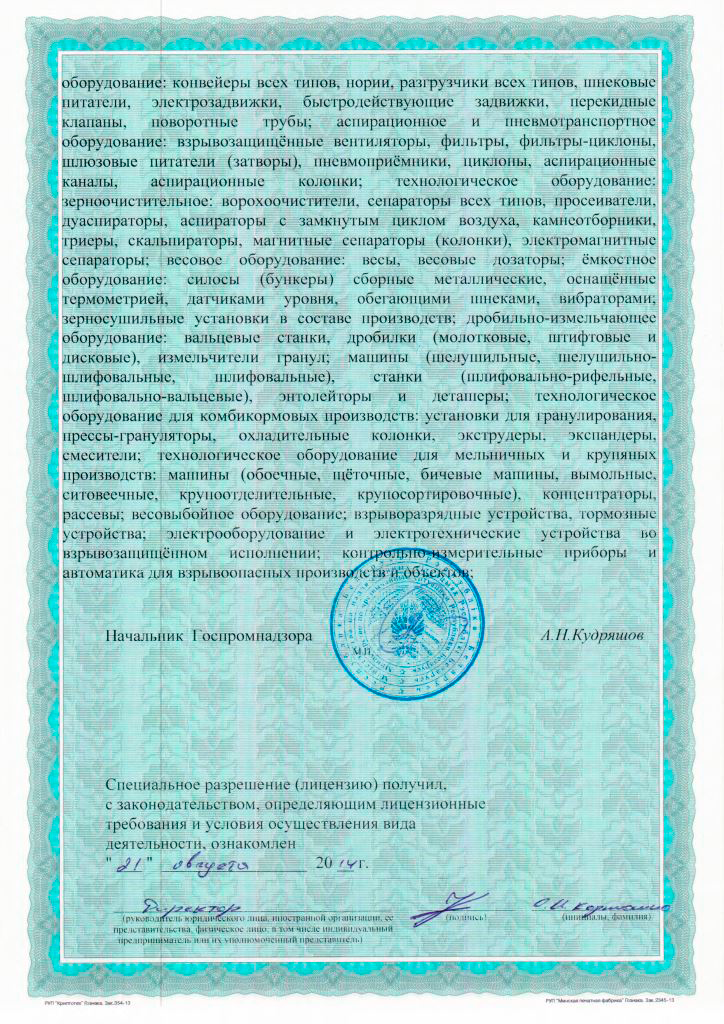 оборудование: конвейеры всех типов, нории, разгрузчики всех типов, шнековые
питатели, электрозадвижки, быстродействующие задвижки, перекидные
клапаны, поворотные трубы; аспирационное и пневмотранспортное
оборудование: взрывозащищённые вентиляторы, фильтры, фильтры-циклоны,
шлюзовые питатели (затворы), пневмоприёмники, циклоны, аспирационные
каналы, аспирационные колонки; технологическое оборудование:
зерноочистительное: ворохоочистители, сепараторы всех типов, просеиватели,
дуаспираторы, аспираторы с замкнутым циклом воздуха, камнеотборники,
триеры, скальпираторы, магнитные сепараторы (колонки), электромагнитные
сепараторы; весовое оборудование: весы, весовые дозаторы; ёмкостное
оборудование: силосы (бункеры) сборные металлические, оснащённые
термометрией, датчиками уровня, обегающими шнеками, вибраторами;
зерносушильные установки в составе производств; дробильно-измельчающее
оборудование: вальцевые станки, дробилки (молотковые, штифтовые и
дисковые), измельчители гранул; машины (шелушильные, шелушильно-
шлифовальные, шлифовальные), станки (шлифовально-рифельные,
шлифовально-вальцевые), энтолейторы и деташеры; технологическое
оборудование для комбикормовых производств: установки для гранулирования,
прессы-грануляторы, охладительные колонки, экструдеры, экспандеры,
смесители; технологическое оборудование для мельничных и крупяных
производств: машины (обоечные, щёточные, бичевые машины, вымольные,
ситовеечные, крупоотделительные, крупосортировочные), концентраторы,
рассевы; весовыбойное оборудование; взрыворазрядные устройства, тормозные
устройства; электрооборудование и электротехнические устройства во
взрывозащищённом исполнении; контрольно-измерительные приборы и
автоматика для взрывоопасных производств и объектов;
Начальник Госпромнадзора А.Н.Кудряшов
М.П.
Специальное разрешение (лицензию) получил,
с законодательством, определяющим лицензионные
требования и условия осуществления вида
деятельности, ознакомлен
" 21 " августа 2014 г.
Директор
(руководитель юридического лица, иностранной организации, ее
представительства, физическое лицо, в том числе индивидуальный
предприниматель или их уполномоченный представитель)
(подпись)
(инициалы, фамилия)
РУП "Криптотех" Гознака. Зак.354-13
РУП "Минская печатная фабрика" Гознака. Зак. 2345-13